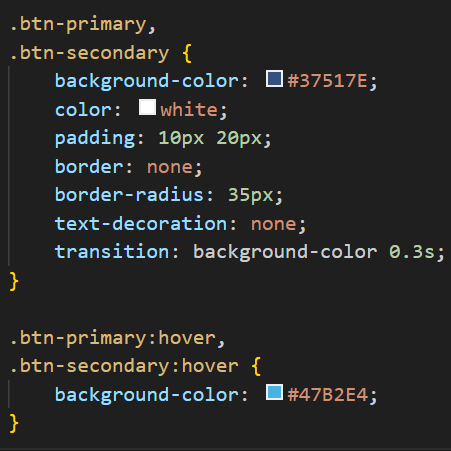 .btn-primary,
.btn-secondary {
    background-color: #37517E;
    color: white;
    padding: 10px 20px;
    border: none;
    border-radius: 35px;
    text-decoration: none;
    transition: background-color 0.3s;
}

.btn-primary:hover,
.btn-secondary:hover {
    background-color: #47B2E4;
}